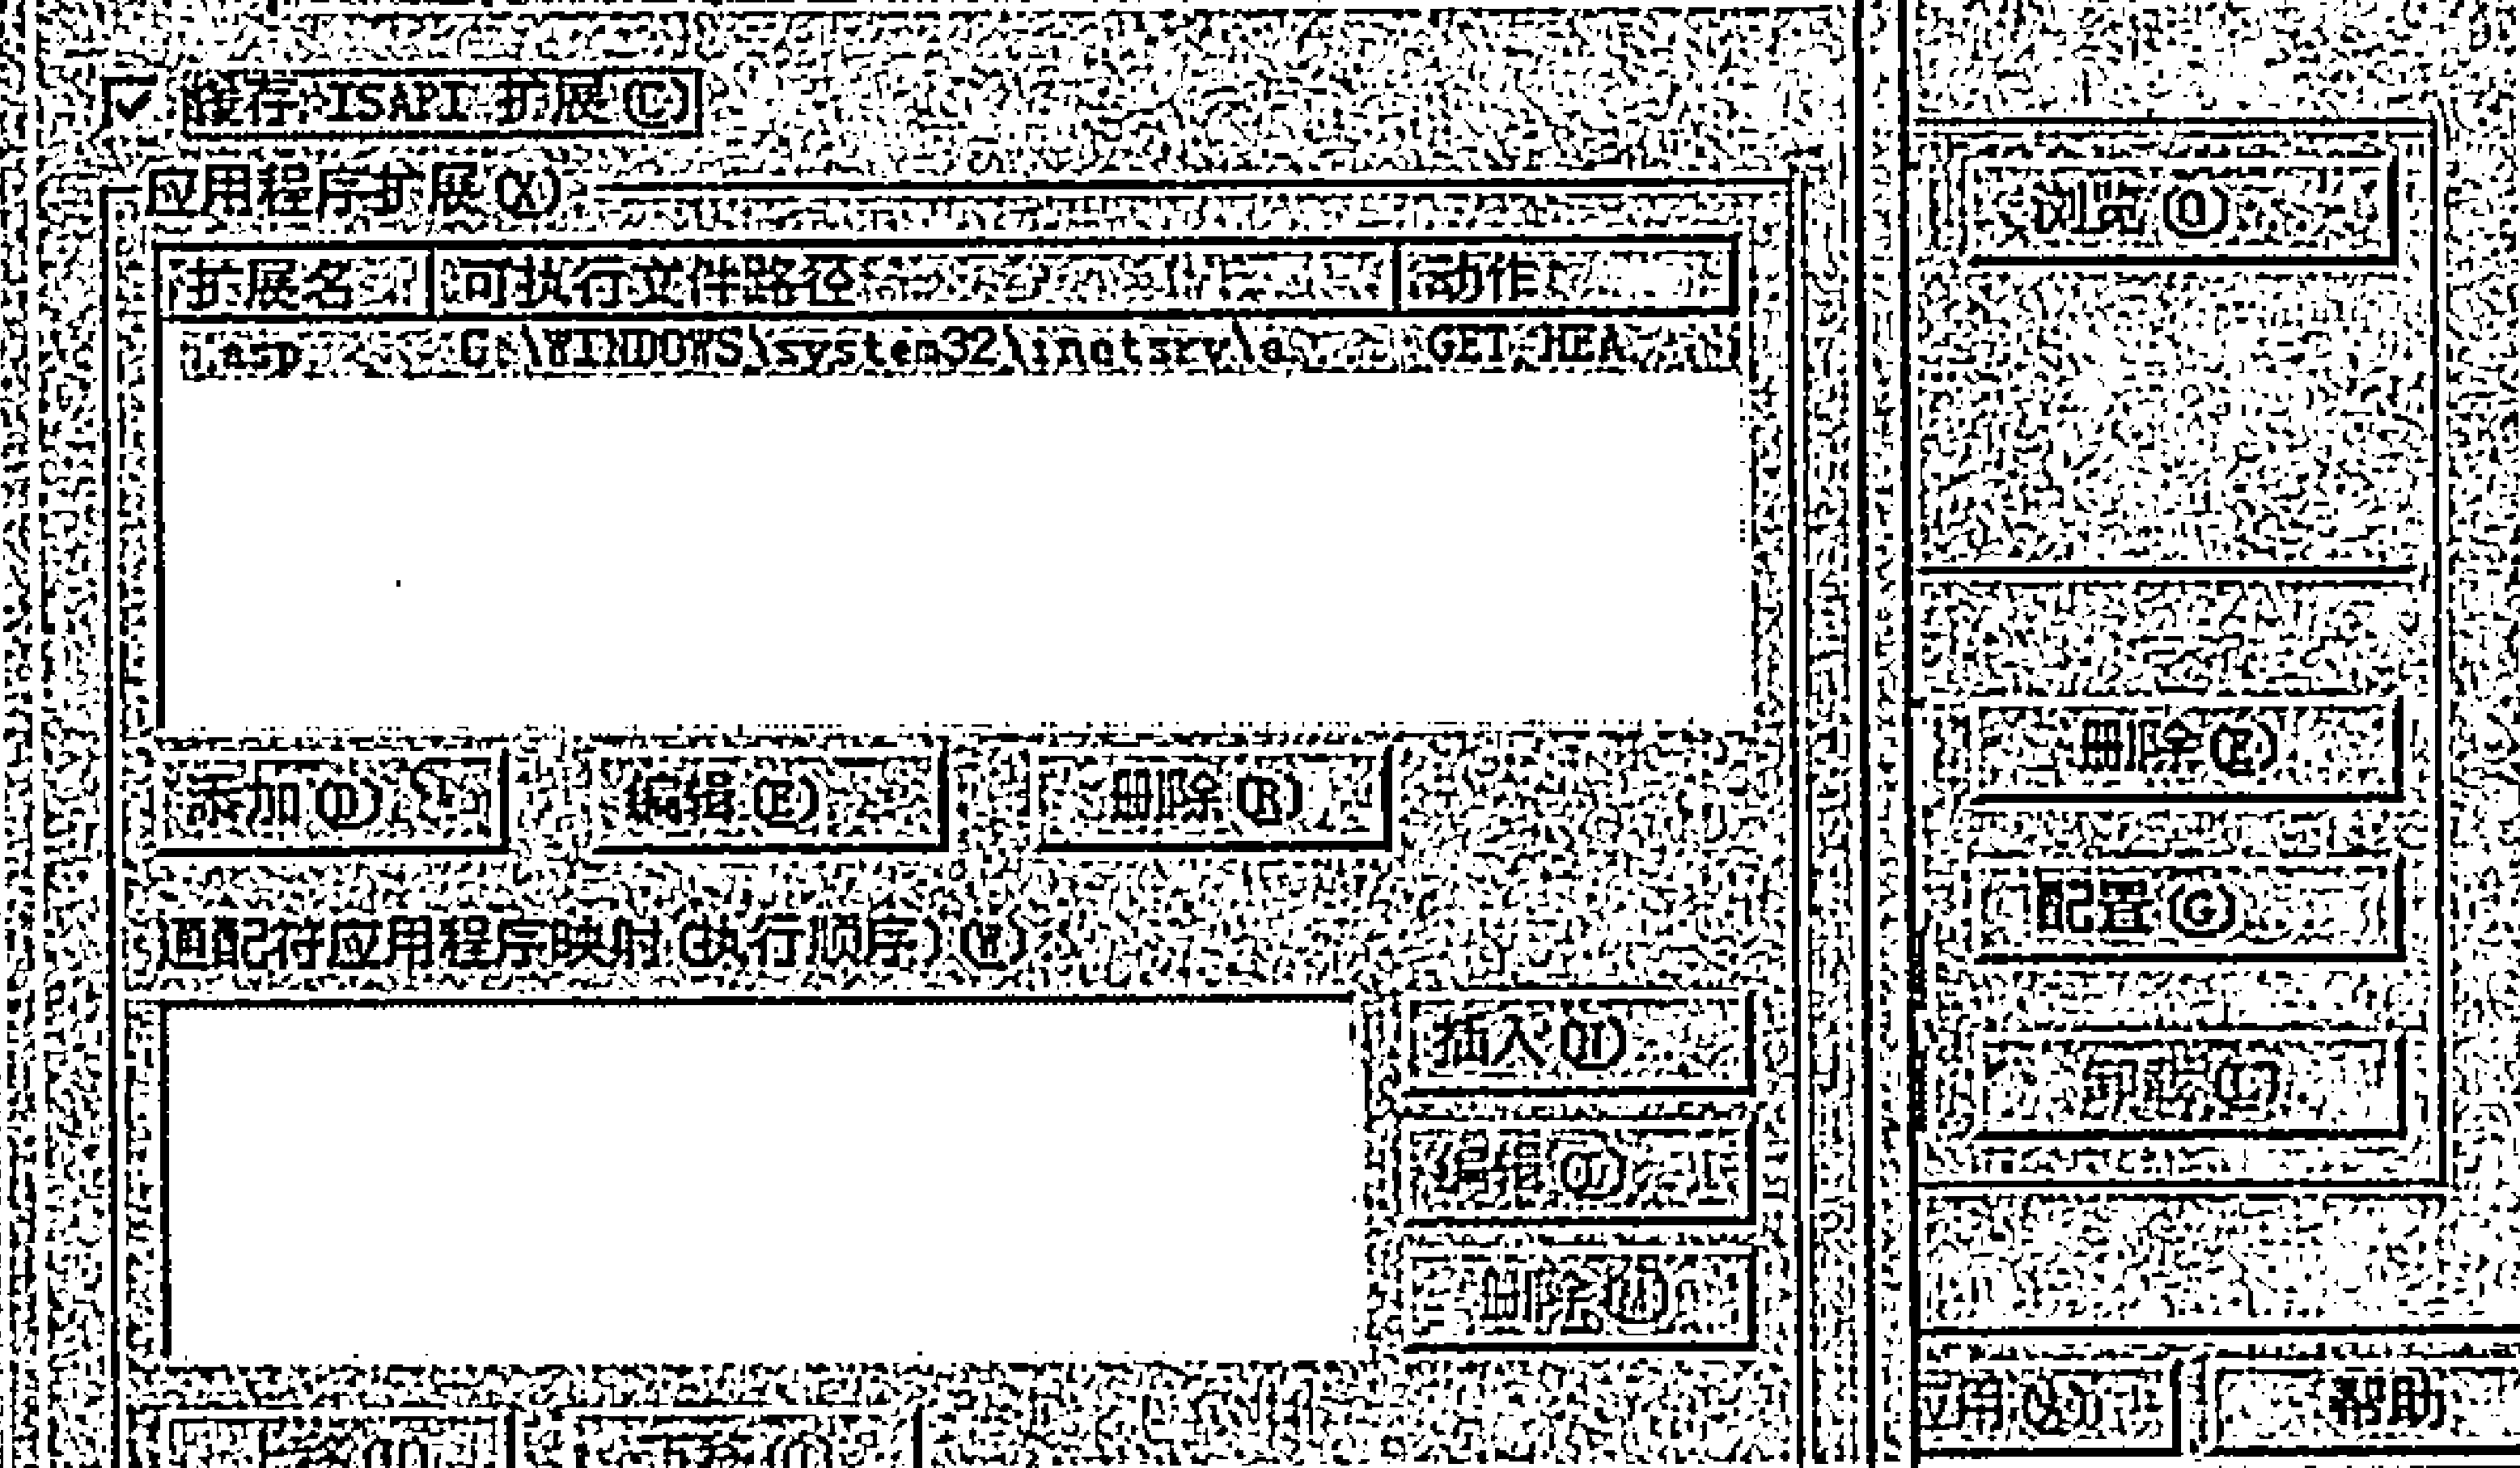 缓存 ISAPI 扩展(C)
应用程序扩展(X)
扩展名 可执行文件路径 动作
.asp C:\WINDOWS\system32\inetsrv\a... GET,HEA...
添加(D) 编辑(E) 删除(R)
通配符应用程序映射(执行顺序)(W)
插入(N)
编辑(T)
删除
浏览(O)
删除(E)
配置(G)
卸载(L)
应用(A) 帮助